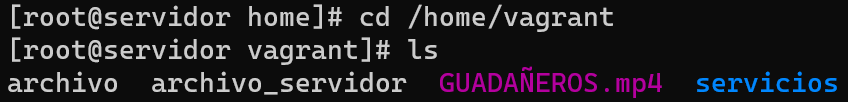 [root@servidor home]# cd /home/vagrant
[root@servidor vagrant]# ls
archivo  archivo_servidor  GUADAÑEROS.mp4  servicios